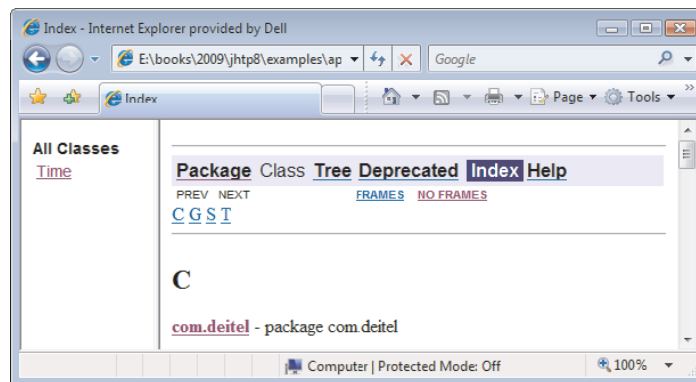 Index - Internet Explorer provided by Dell
E:\books\2009\jhtp8\examples\ap
Google
Index
Page
Tools
»
All Classes
Time
Package Class Tree Deprecated Index Help
PREV NEXT FRAMES NO FRAMES
C G S T
C
com.deitel - package com.deitel
Computer | Protected Mode: Off
100%